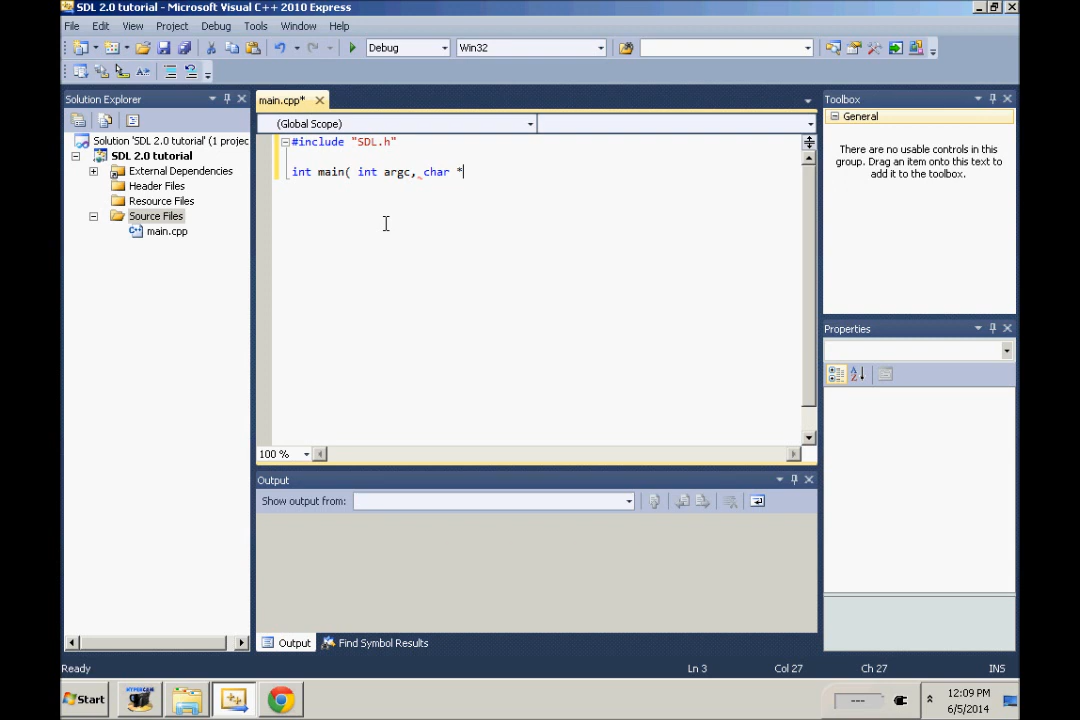 SDL 2.0 tutorial - Microsoft Visual C++ 2010 Express
File Edit View Project Debug Tools Window Help
Debug Win32
Solution Explorer
main.cpp*
Toolbox
(Global Scope)
General
Solution 'SDL 2.0 tutorial' (1 projec
SDL 2.0 tutorial
External Dependencies
Header Files
Resource Files
Source Files
main.cpp
#include "SDL.h"
int main( int argc, char *
There are no usable controls in this
group. Drag an item onto this text to
add it to the toolbox.
Properties
100 %
Output
Show output from:
Output Find Symbol Results
Ready Ln 3 Col 27 Ch 27 INS
Start HYPERCAM
12:09 PM
6/5/2014